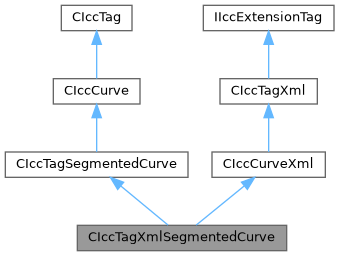 CIccTag
IIccExtensionTag
CIccCurve
CIccTagXml
CIccTagSegmentedCurve
CIccCurveXml
CIccTagXmlSegmentedCurve